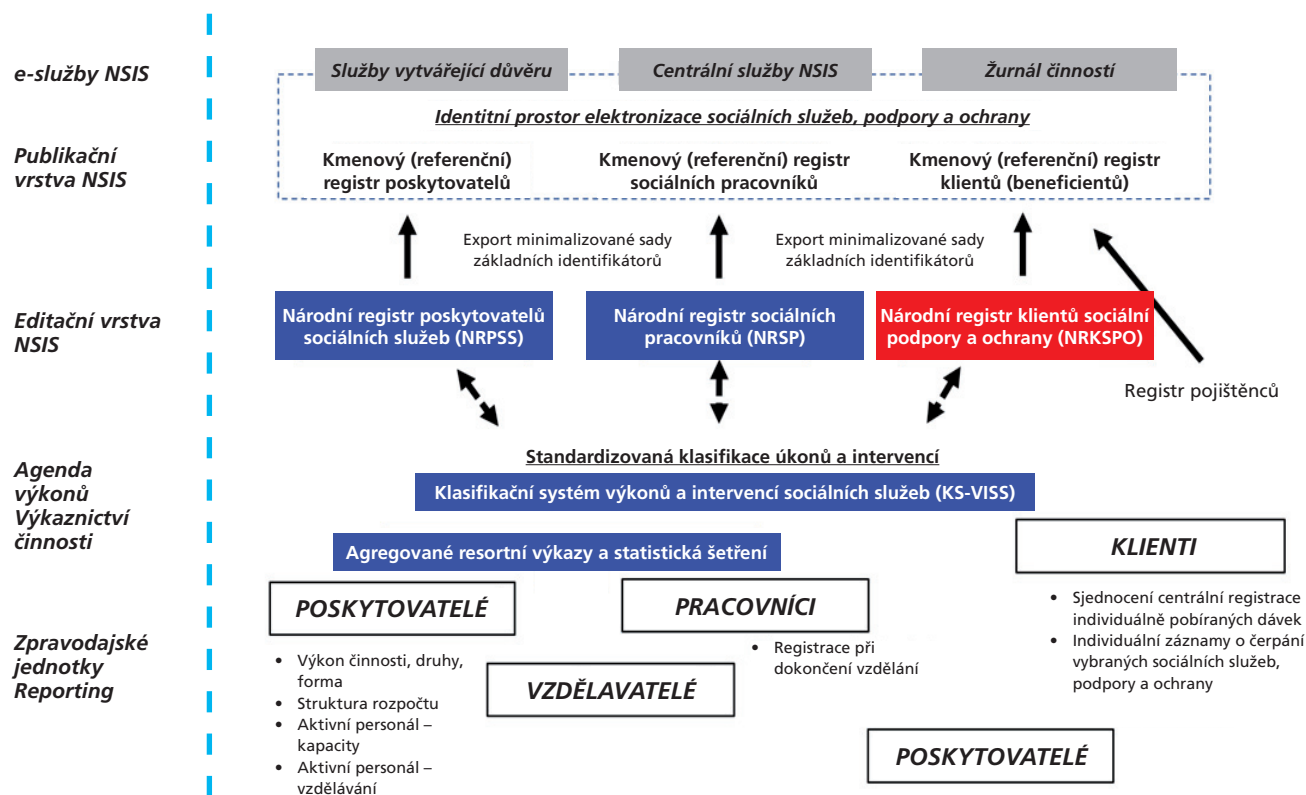 e-služby NSIS
Služby vytvářející důvěru
Centrální služby NSIS
Žurnál činností
Identitní prostor elektronizace sociálních služeb, podpory a ochrany
Publikační
vrstva NSIS
Kmenový (referenční)
registr poskytovatelů
Kmenový (referenční) registr
sociálních pracovníků
Kmenový (referenční) registr
klientů (beneficientů)
Export minimalizované sady
základních identifikátorů
Export minimalizované sady
základních identifikátorů
Editační vrstva
NSIS
Národní registr poskytovatelů
sociálních služeb (NRPSS)
Národní registr sociálních
pracovníků (NRSP)
Národní registr klientů sociální
podpory a ochrany (NRKSPO)
Registr pojištěnců
Agenda
výkonů
Výkaznictví
činnosti
Standardizovaná klasifikace úkonů a intervencí
Klasifikační systém výkonů a intervencí sociálních služeb (KS-VISS)
Agregované resortní výkazy a statistická šetření
KLIENTI
• Sjednocení centrální registrace
individuálně pobíraných dávek
• Individuální záznamy o čerpání
vybraných sociálních služeb,
podpory a ochrany
Zpravodajské
jednotky
Reporting
POSKYTOVATELÉ
• Výkon činnosti, druhy,
forma
• Struktura rozpočtu
• Aktivní personál –
kapacity
• Aktivní personál –
vzdělávání
PRACOVNÍCI
• Registrace při
dokončení vzdělání
VZDĚLAVATELÉ
POSKYTOVATELÉ